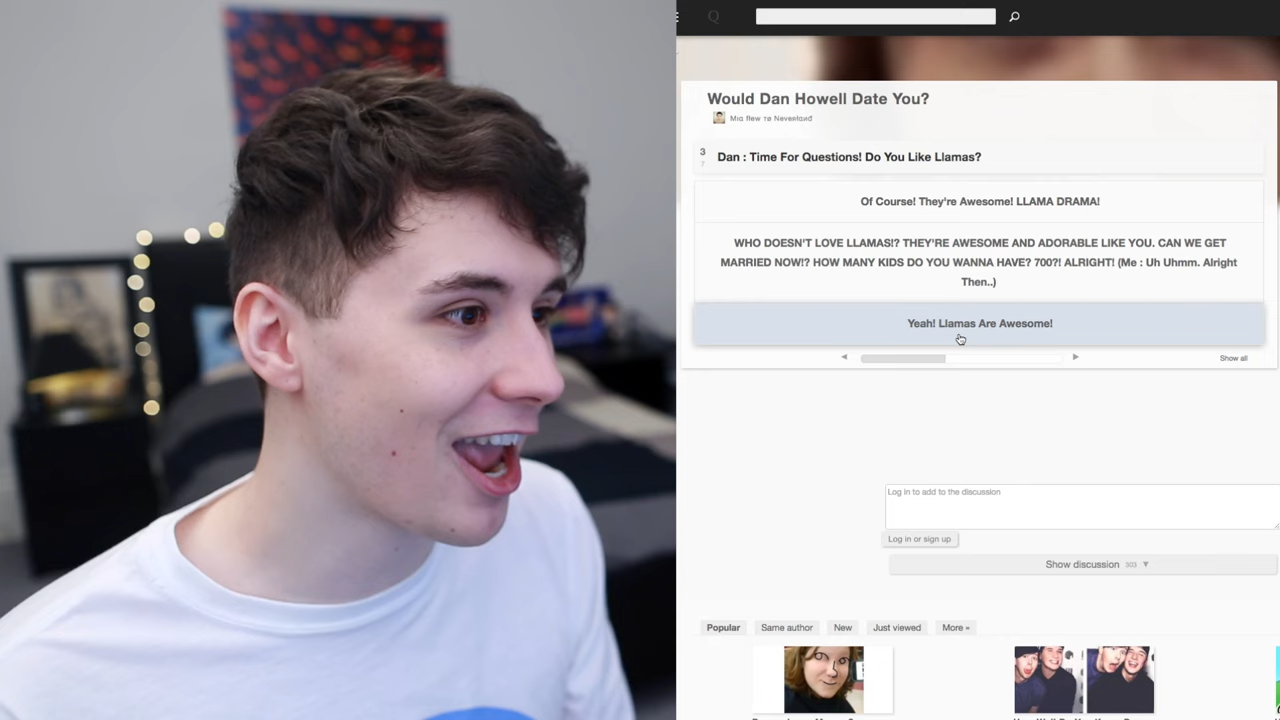 Q
Would Dan Howell Date You?
3
7
Dan : Time For Questions! Do You Like Llamas?
Of Course! They're Awesome! LLAMA DRAMA!
WHO DOESN'T LOVE LLAMAS!? THEY'RE AWESOME AND ADORABLE LIKE YOU. CAN WE GET
MARRIED NOW!? HOW MANY KIDS DO YOU WANNA HAVE? 700?! ALRIGHT! (Me : Uh Uhmm. Alright
Then..)
Yeah! Llamas Are Awesome!
Show all
Log in to add to the discussion
Log in or sign up
Show discussion 303
Popular
Same author
New
Just viewed
More »